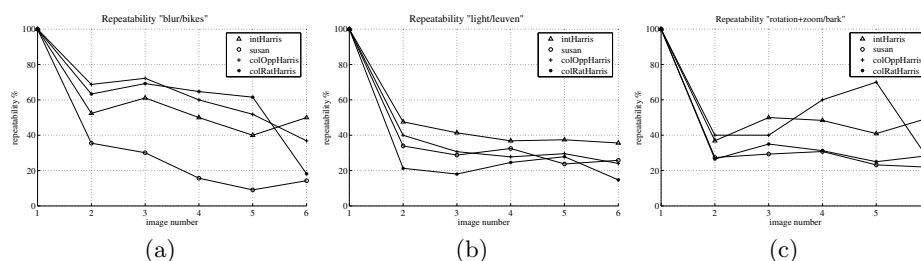 Repeatability "blur/bikes"
100
80
60
40
20
0
repeatability %
intHarris
susan
colOppHarris
colRatHarris
1 2 3 4 5 6
image number
(a)
Repeatability "light/leuven"
100
80
60
40
20
0
repeatability %
intHarris
susan
colOppHarris
colRatHarris
1 2 3 4 5 6
image number
(b)
Repeatability "rotation+zoom/bark"
100
80
60
40
20
0
repeatability %
intHarris
susan
colOppHarris
colRatHarris
1 2 3 4 5
image number
(c)